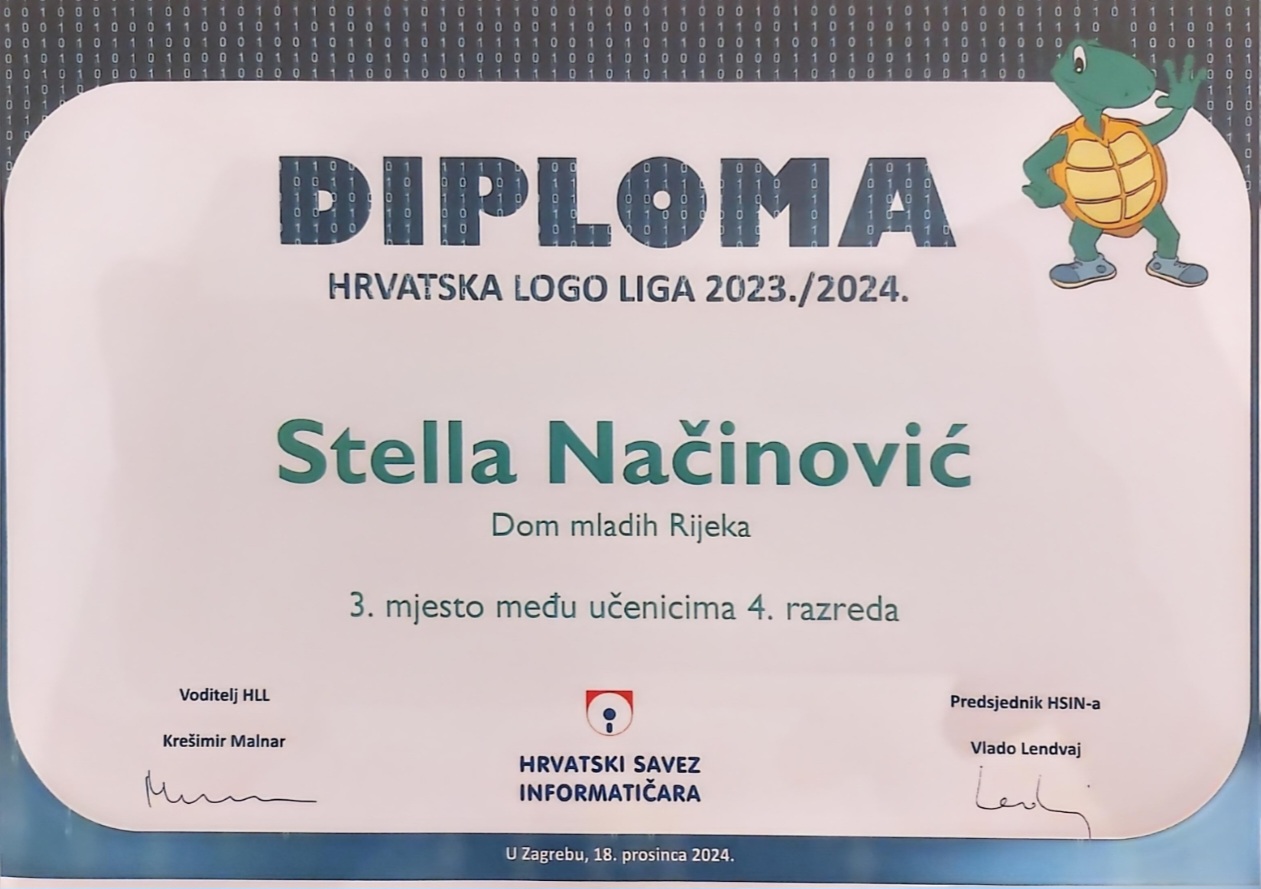 DIPLOMA
HRVATSKA LOGO LIGA 2023./2024.
Stella Načinović
Dom mladih Rijeka
3. mjesto među učenicima 4. razreda
Voditelj HLL
Krešimir Malnar
HRVATSKI SAVEZ
INFORMATIČARA
Predsjednik HSIN-a
Vlado Lendvaj
U Zagrebu, 18. prosinca 2024.